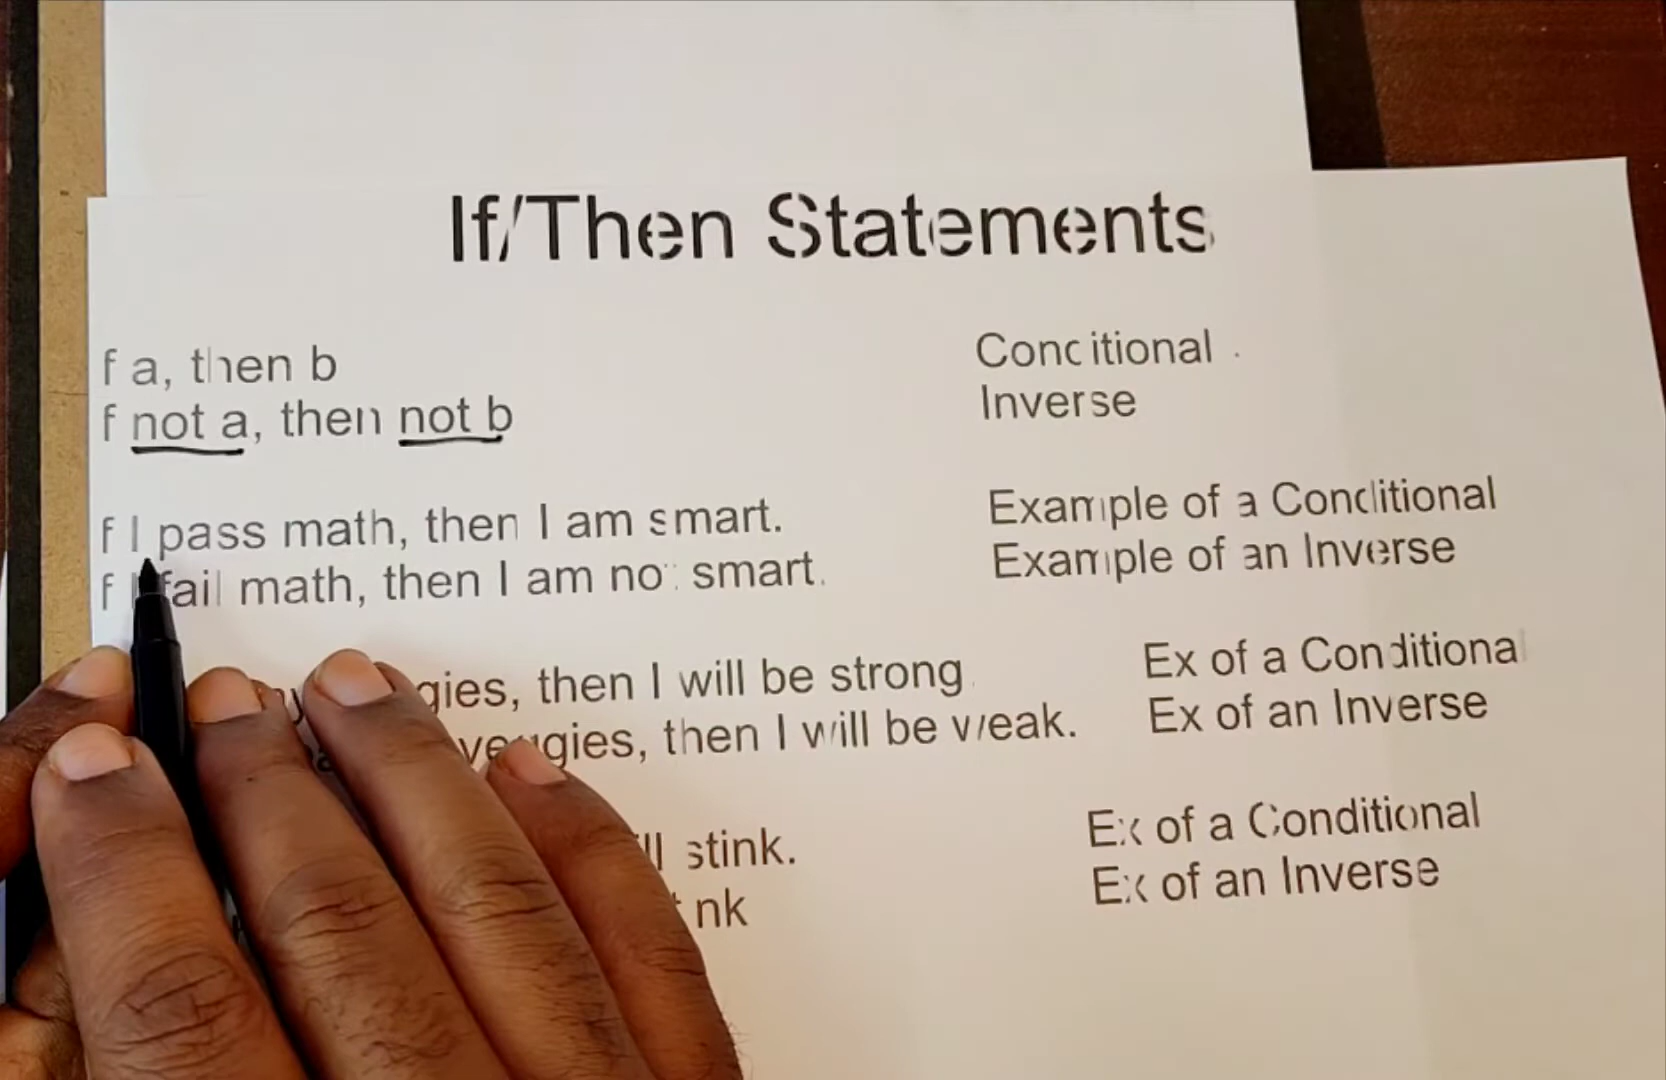 If/Then Statements
f a, then b Conditional
f not a, then not b Inverse
f I pass math, then I am smart. Example of a Conditional
f I fail math, then I am not smart. Example of an Inverse
then I will be strong Ex of a Conditional
veggies, then I will be weak. Ex of an Inverse
stink. Ex of a Conditional
Ex of an Inverse